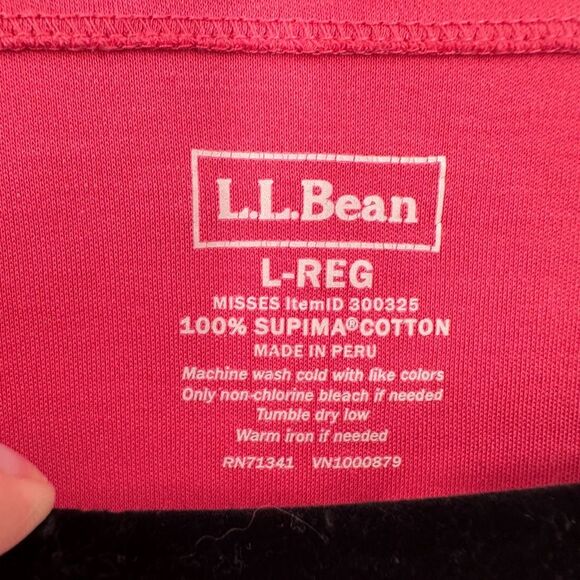 L.L.Bean
L-REG
MISSES ItemID 300325
100% SUPIMA®COTTON
MADE IN PERU
Machine wash cold with like colors
Only non-chlorine bleach if needed
Tumble dry low
Warm iron if needed
RN71341 VN1000879